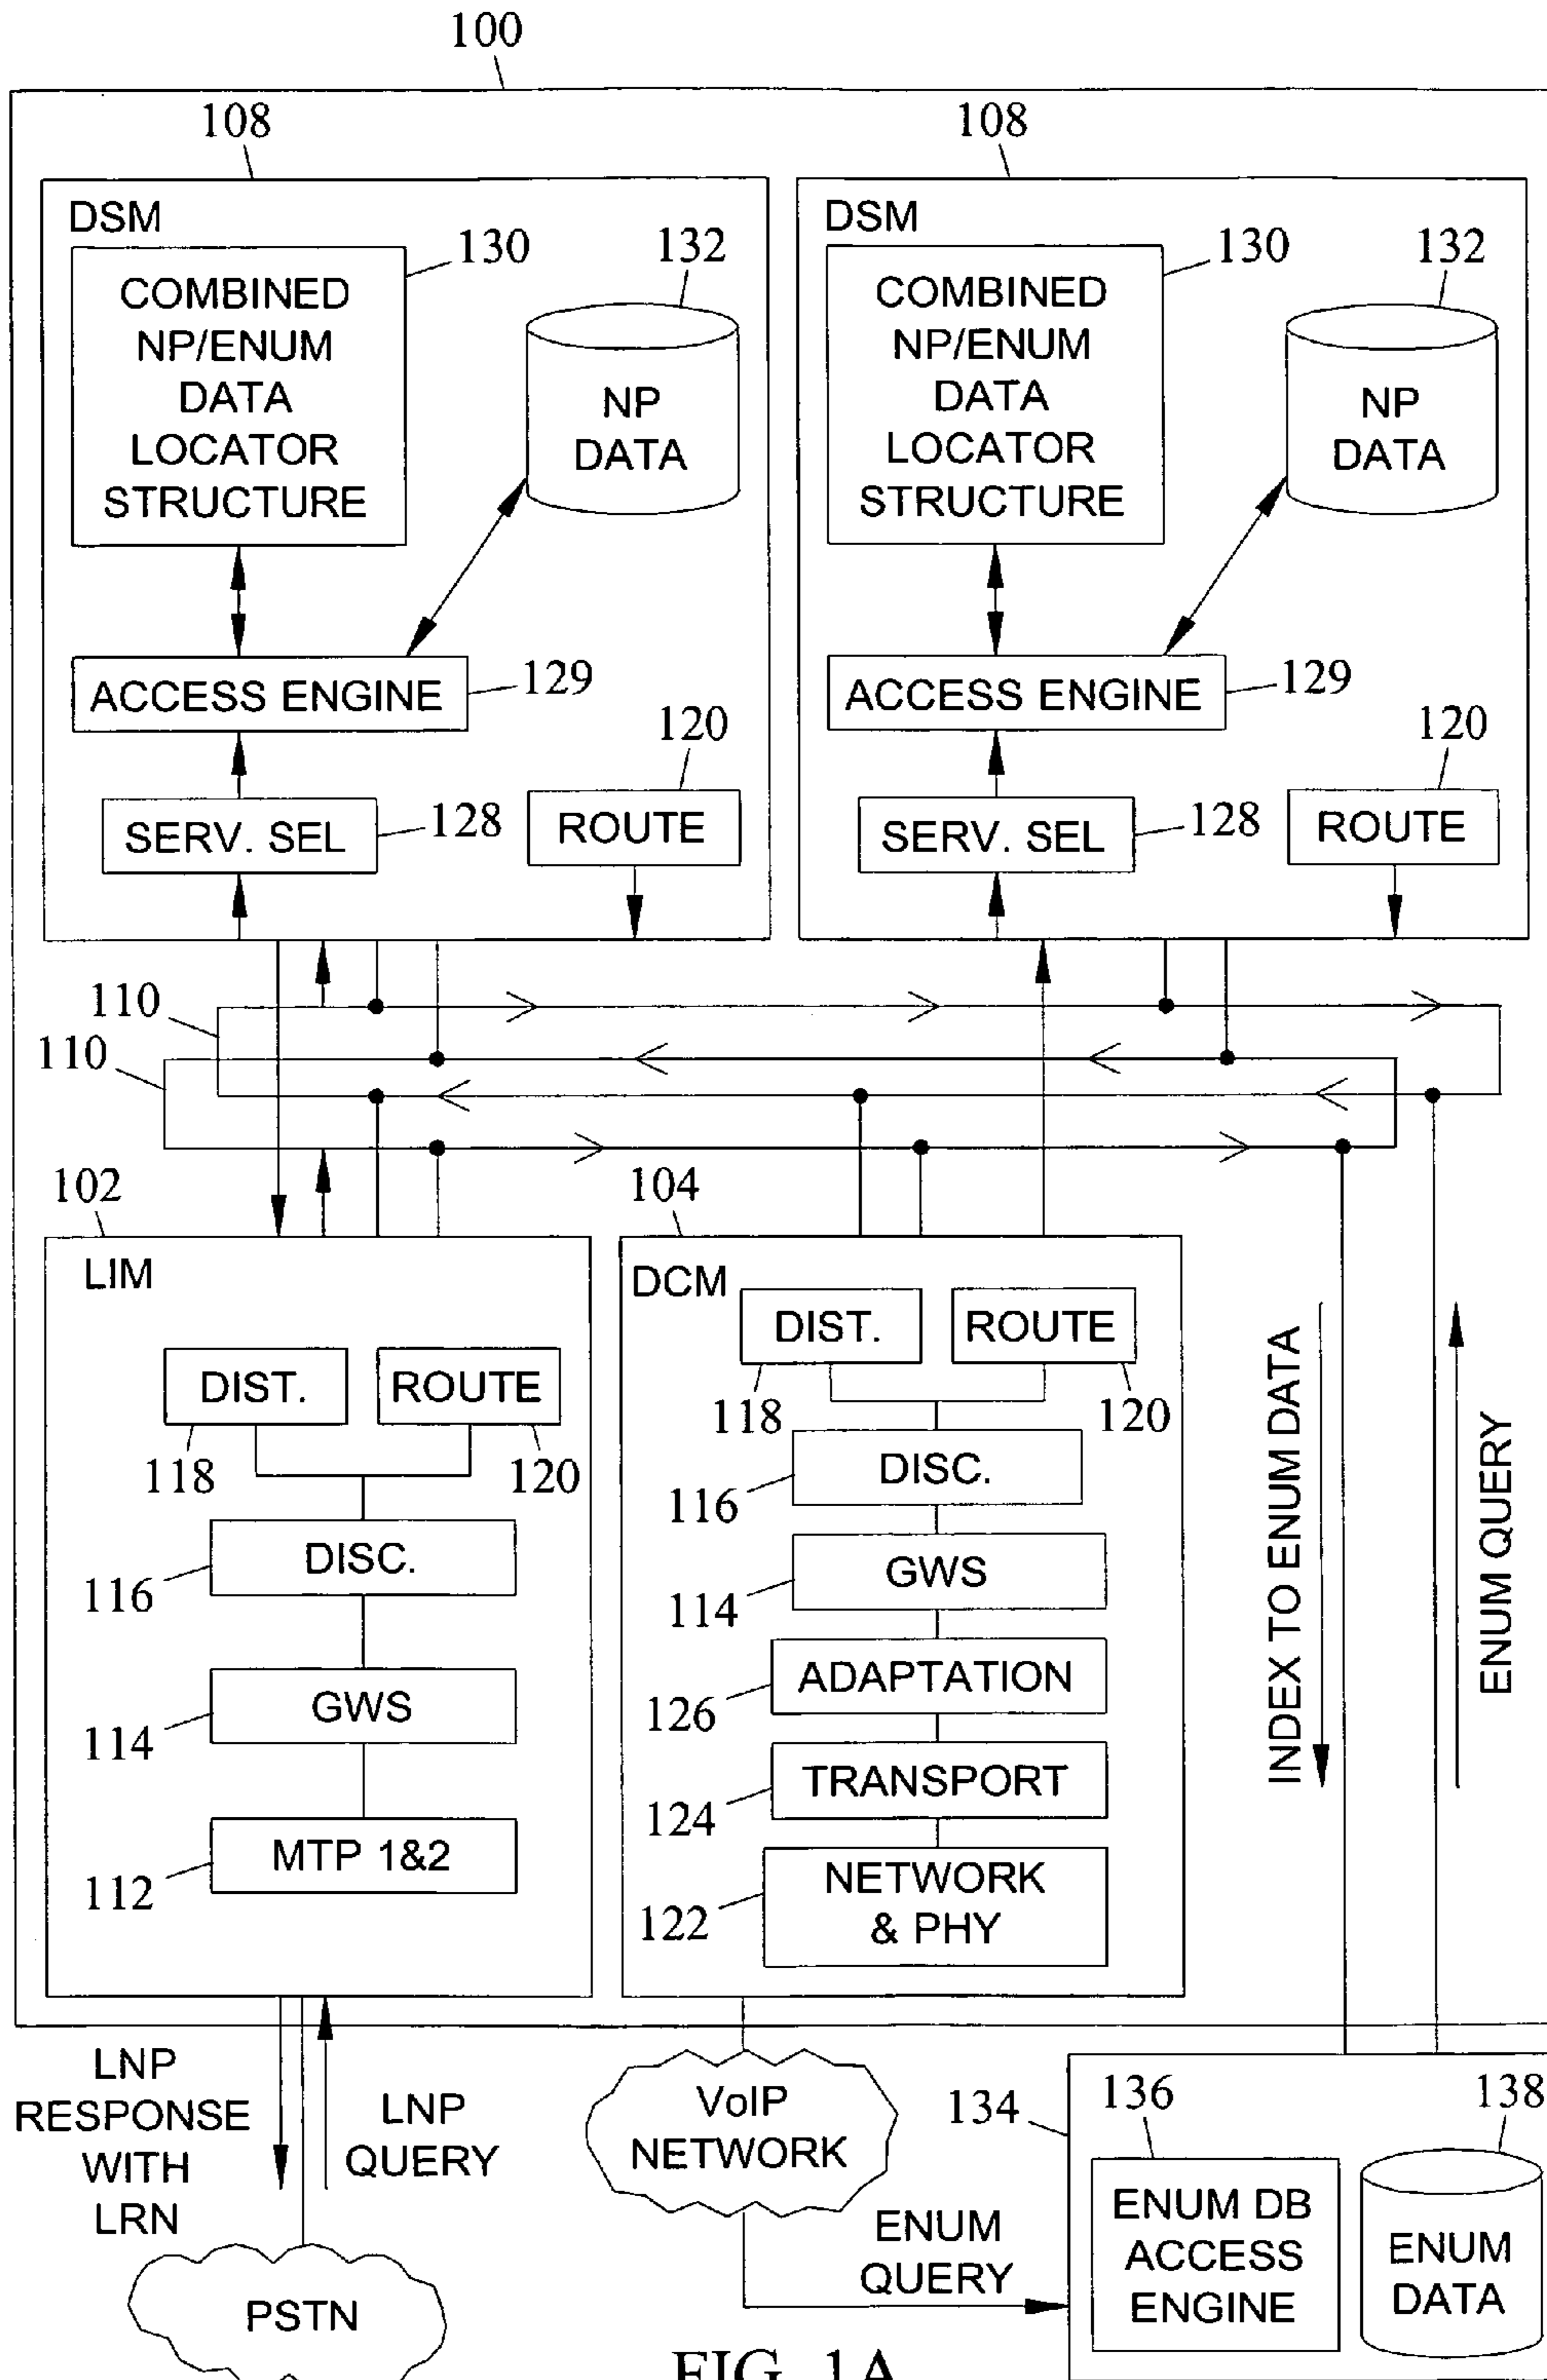 100
108
108
DSM
130
132
COMBINED
NP/ENUM
DATA
LOCATOR
STRUCTURE
NP
DATA
ACCESS ENGINE
129
120
SERV. SEL
128
ROUTE
DSM
130
132
COMBINED
NP/ENUM
DATA
LOCATOR
STRUCTURE
NP
DATA
ACCESS ENGINE
129
120
SERV. SEL
128
ROUTE
110
110
102
LIM
DIST.
ROUTE
118
120
DISC.
116
GWS
114
MTP 1&2
112
104
DCM
DIST.
ROUTE
118
120
DISC.
116
GWS
114
ADAPTATION
126
TRANSPORT
124
NETWORK
& PHY
122
INDEX TO ENUM DATA
ENUM QUERY
LNP
RESPONSE
WITH
LRN
LNP
QUERY
PSTN
VoIP
NETWORK
ENUM
QUERY
134
136
138
ENUM DB
ACCESS
ENGINE
ENUM
DATA
FIG. 1A